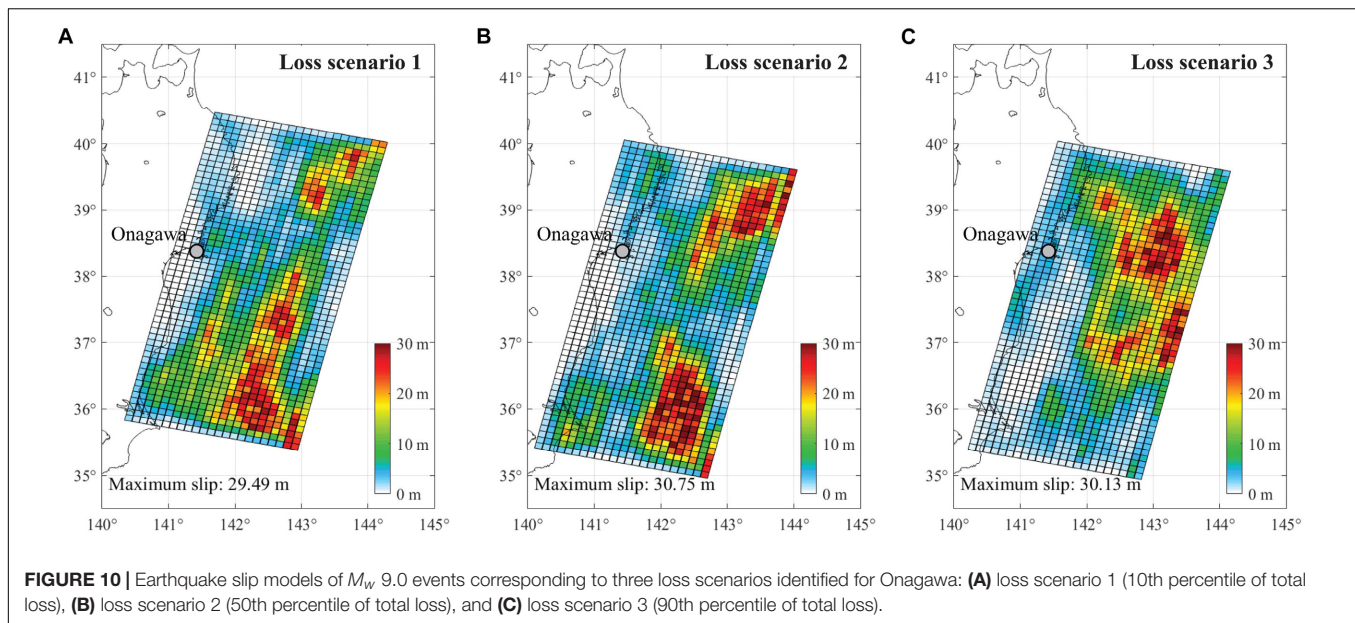 A
Loss scenario 1
41°
40°
39°
38°
37°
36°
35°
Onagawa
30 m
20 m
10 m
0 m
Maximum slip: 29.49 m
140°
141°
142°
143°
144°
145°
B
Loss scenario 2
41°
40°
39°
38°
37°
36°
35°
Onagawa
30 m
20 m
10 m
0 m
Maximum slip: 30.75 m
140°
141°
142°
143°
144°
145°
C
Loss scenario 3
41°
40°
39°
38°
37°
36°
35°
Onagawa
30 m
20 m
10 m
0 m
Maximum slip: 30.13 m
140°
141°
142°
143°
144°
145°
FIGURE 10 | Earthquake slip models of Mw 9.0 events corresponding to three loss scenarios identified for Onagawa: (A) loss scenario 1 (10th percentile of total
loss), (B) loss scenario 2 (50th percentile of total loss), and (C) loss scenario 3 (90th percentile of total loss).